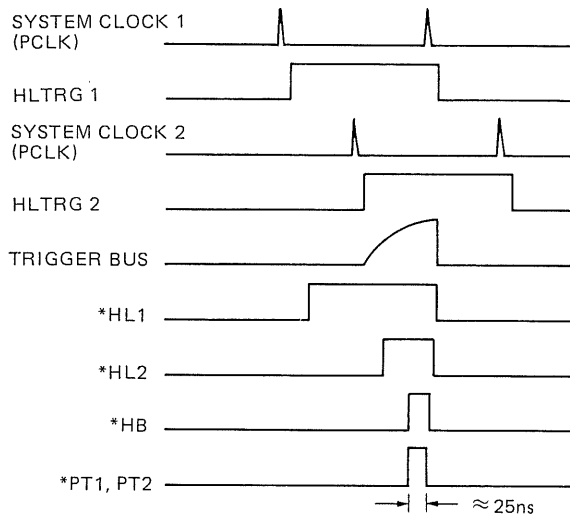 SYSTEM CLOCK 1
(PCLK)
HLTRG 1
SYSTEM CLOCK 2
(PCLK)
HLTRG 2
TRIGGER BUS
*HL1
*HL2
*HB
*PT1, PT2
≈25ns